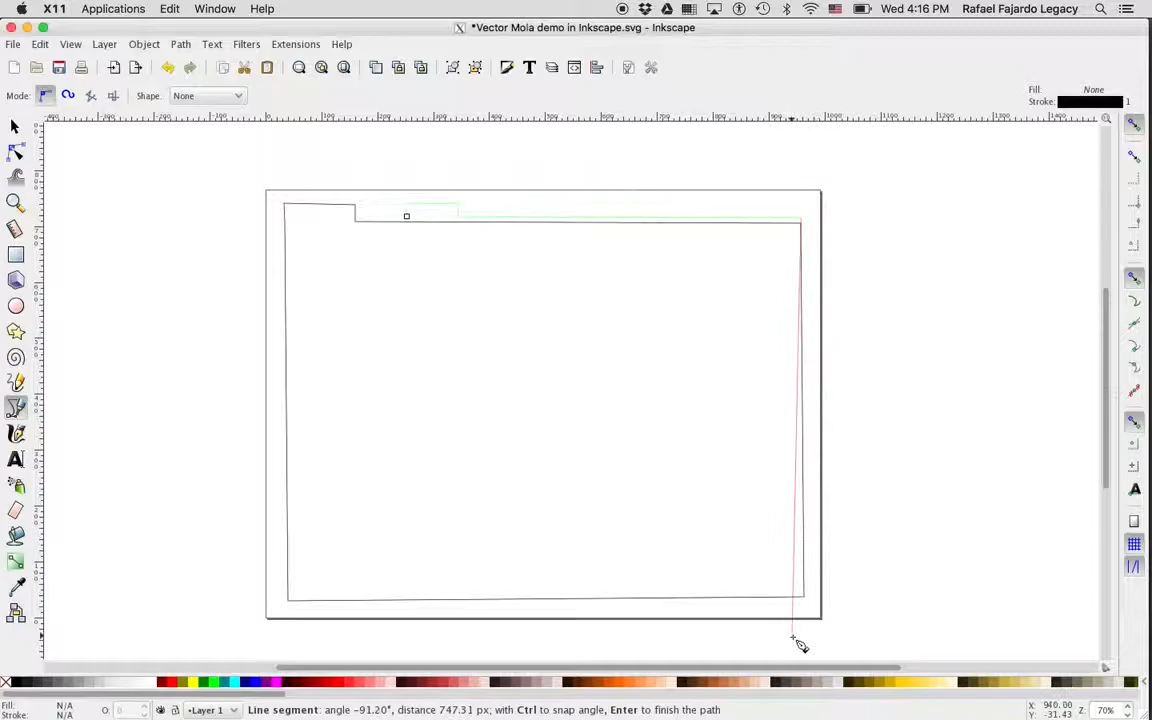 X11 Applications Edit Window Help Wed 4:16 PM Rafael Fajardo Legacy
*Vector Mola demo in Inkscape.svg - Inkscape
File Edit View Layer Object Path Text Filters Extensions Help
Mode: Shape: None Fill: None
Stroke: 1
Fill: N/A
Stroke: N/A
O: 0 •Layer 1 Line segment: angle −91.20°, distance 747.31 px; with Ctrl to snap angle, Enter to finish the path X: 940.00
Y: -31.43
Z: 70%